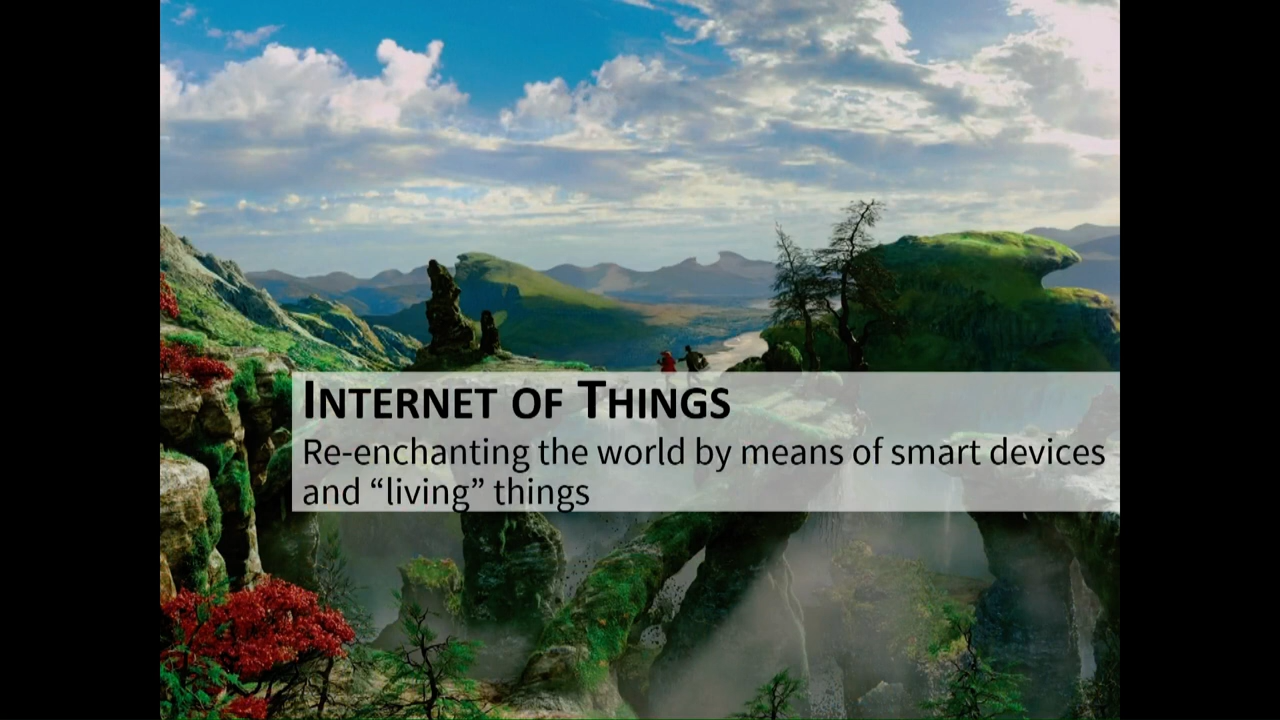 INTERNET OF THINGS
Re-enchanting the world by means of smart devices
and “living” things